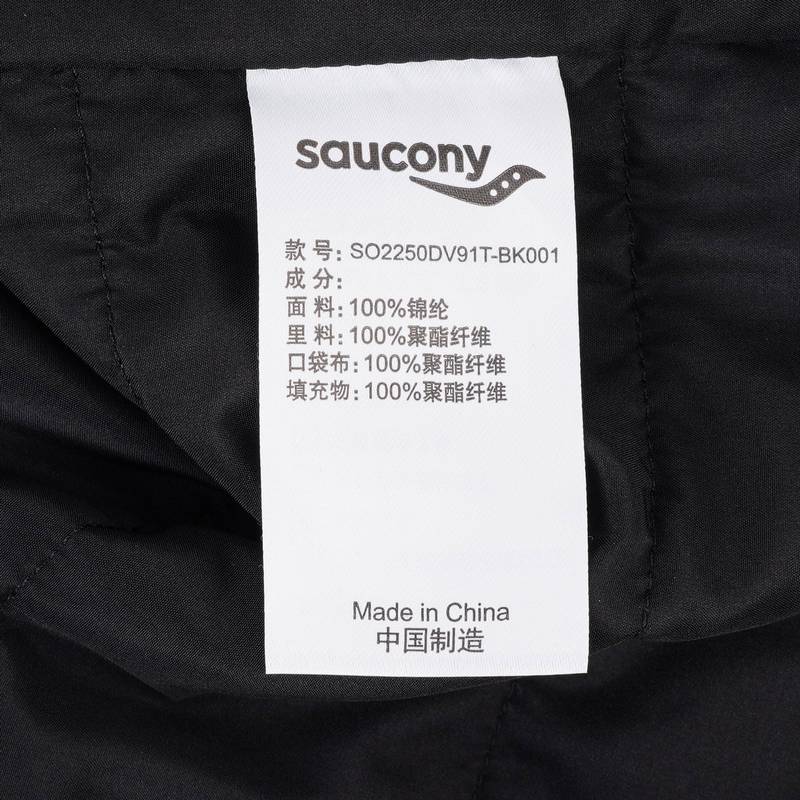 saucony
款号: SO2250DV91T-BK001
成分:
面料: 100%锦纶
里料: 100%聚酯纤维
口袋布: 100%聚酯纤维
填充物: 100%聚酯纤维
Made in China
中国制造